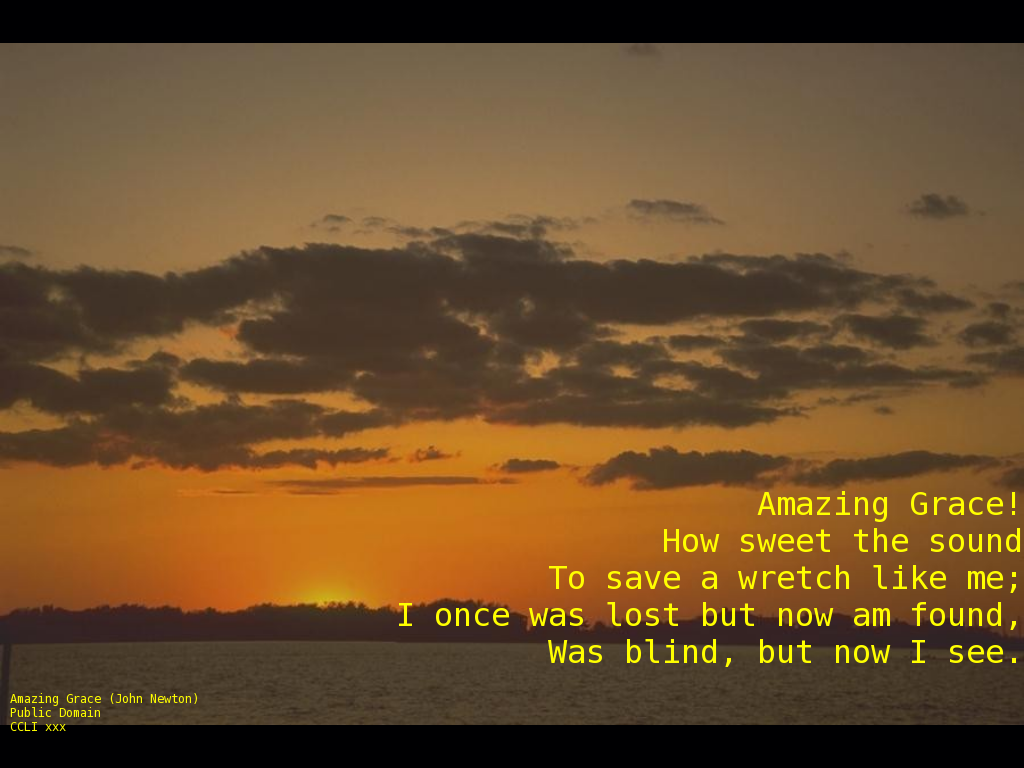 Amazing Grace!
How sweet the sound
To save a wretch like me;
I once was lost but now am found,
Was blind, but now I see.
Amazing Grace (John Newton)
Public Domain
CCLI xxx